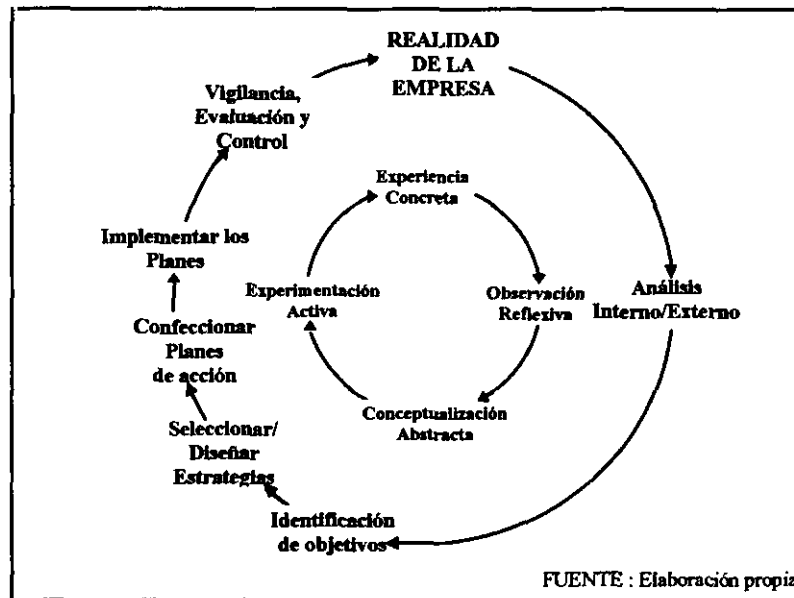 REALIDAD
DE LA
EMPRESA
Vigilancia,
Evaluación y
Control
Experiencia
Concreta
Implementar los
Planes
Experimentación
Activa
Observación
Reflexiva
Análisis
Interno/Externo
Confeccionar
Planes
de acción
Conceptualización
Abstracta
Seleccionar/
Diseñar
Estrategias
Identificación
de objetivos
FUENTE : Elaboración propia